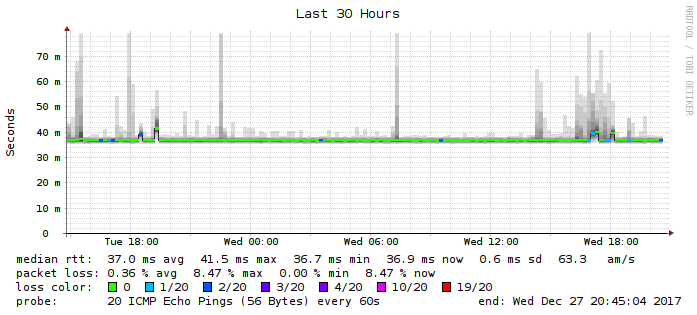 Last 30 Hours
RRDTOOL / TOBI OETIKER
Seconds
70 m
60 m
50 m
40 m
30 m
20 m
10 m
0
Tue 18:00 Wed 00:00 Wed 06:00 Wed 12:00 Wed 18:00
median rtt: 37.0 ms avg 41.5 ms max 36.7 ms min 36.9 ms now 0.6 ms sd 63.3 am/s
packet loss: 0.36 % avg 8.47 % max 0.00 % min 8.47 % now
loss color: 0 1/20 2/20 3/20 4/20 10/20 19/20
probe: 20 ICMP Echo Pings (56 Bytes) every 60s end: Wed Dec 27 20:45:04 2017